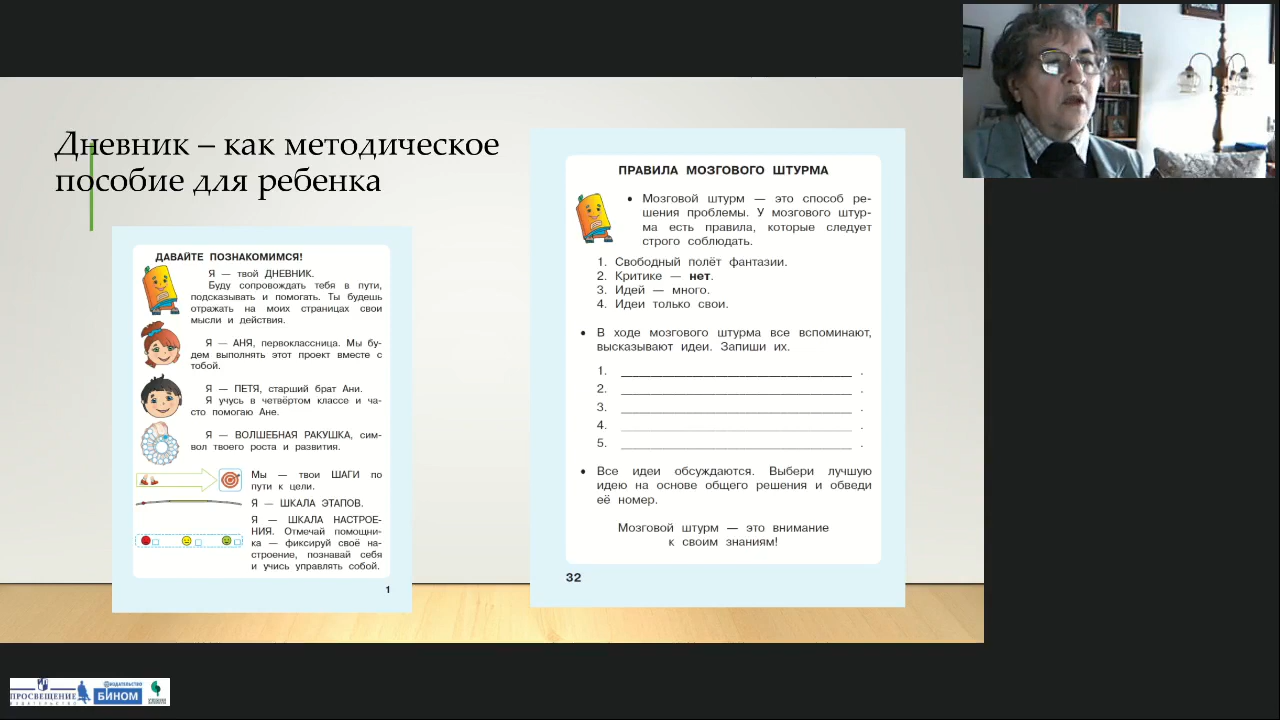 Дневник – как методическое
пособие для ребенка
ДАВАЙТЕ ПОЗНАКОМИМСЯ!
Я — твой ДНЕВНИК.
Буду сопровождать тебя в пути,
подсказывать и помогать. Ты будешь
отражать на моих страницах свои
мысли и действия.
Я — АНЯ, первоклассница. Мы бу-
дем выполнять этот проект вместе с
тобой.
Я — ПЕТЯ, старший брат Ани.
Я учусь в четвёртом классе и ча-
сто помогаю Ане.
Я — ВОЛШЕБНАЯ РАКУШКА, сим-
вол твоего роста и развития.
Мы — твои ШАГИ по
пути к цели.
Я — ШКАЛА ЭТАПОВ.
Я — ШКАЛА НАСТРОЕ-
НИЯ. Отмечай помощни-
ка — фиксируй своё на-
строение, познавай себя
и учись управлять собой.
1
ПРАВИЛА МОЗГОВОГО ШТУРМА
• Мозговой штурм — это способ ре-
шения проблемы. У мозгового штур-
ма есть правила, которые следует
строго соблюдать.
1. Свободный полёт фантазии.
2. Критике — нет.
3. Идей — много.
4. Идеи только свои.
• В ходе мозгового штурма все вспоминают,
высказывают идеи. Запиши их.
1. ____________________ .
2. ____________________ .
3. ____________________ .
4. ____________________ .
5. ____________________ .
• Все идеи обсуждаются. Выбери лучшую
идею на основе общего решения и обведи
её номер.
Мозговой штурм — это внимание
к своим знаниям!
32
ПРОСВЕЩЕНИЕ
ИЗДАТЕЛЬСТВО
ИЗДАТЕЛЬСТВО
БИНОМ